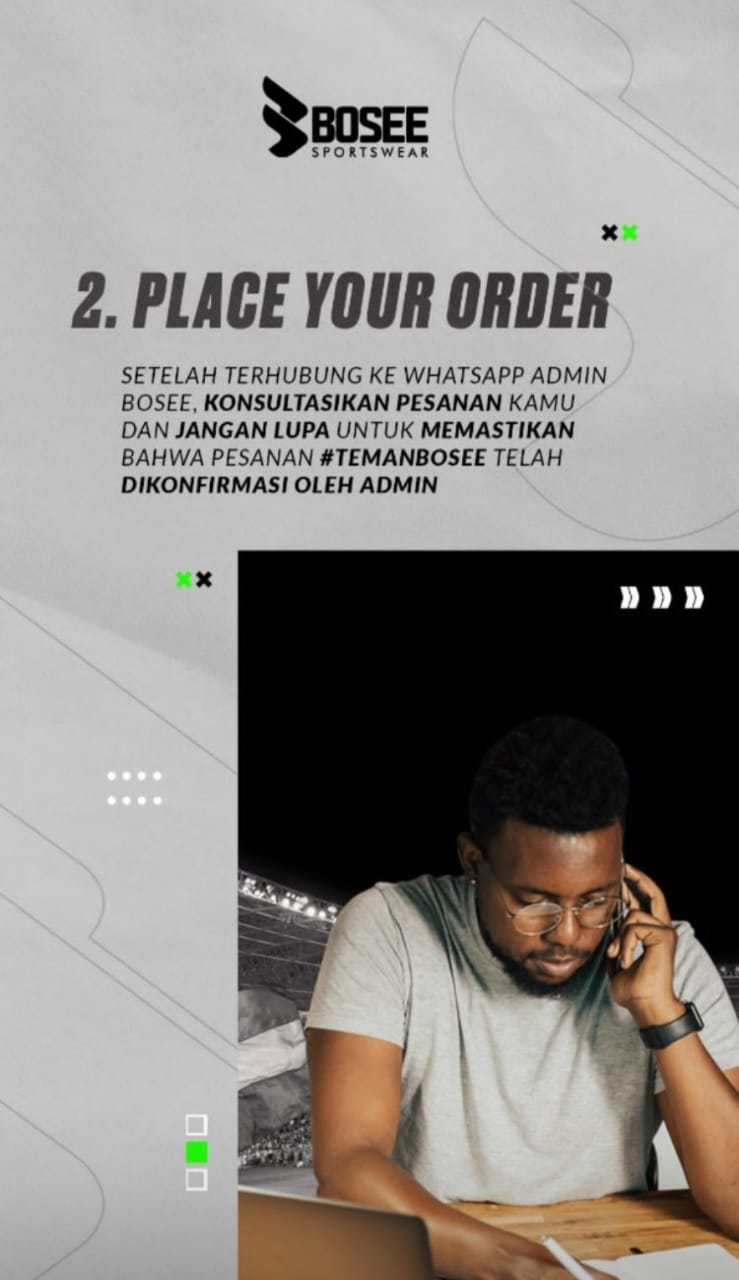 BOSEE
SPORTSWEAR
2. PLACE YOUR ORDER
SETELAH TERHUBUNG KE WHATSAPP ADMIN
BOSEE, KONSULTASIKAN PESANAN KAMU
DAN JANGAN LUPA UNTUK MEMASTIKAN
BAHWA PESANAN #TEMANBOSEE TELAH
DIKONFIRMASI OLEH ADMIN